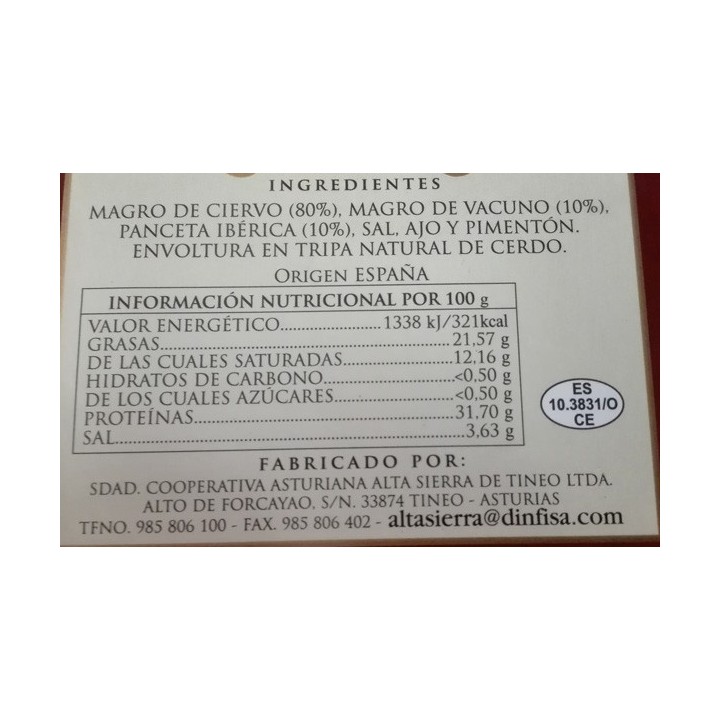 INGREDIENTES
MAGRO DE CIERVO (80%), MAGRO DE VACUNO (10%),
PANCETA IBÉRICA (10%), SAL, AJO Y PIMENTÓN.
ENVOLTURA EN TRIPA NATURAL DE CERDO.
ORIGEN ESPAÑA
INFORMACIÓN NUTRICIONAL POR 100 g
VALOR ENERGÉTICO..................1338 kJ/321kcal
GRASAS..................21,57 g
DE LAS CUALES SATURADAS..................12,16 g
HIDRATOS DE CARBONO..................<0,50 g
DE LOS CUALES AZÚCARES..................<0,50 g
PROTEÍNAS..................31,70 g
SAL..................3,63 g
ES
10.3831/O
CE
FABRICADO POR:
SDAD. COOPERATIVA ASTURIANA ALTA SIERRA DE TINEO LTDA.
ALTO DE FORCAYAO, S/N. 33874 TINEO - ASTURIAS
TFNO. 985 806 100 - FAX. 985 806 402 - altasierra@dinfisa.com